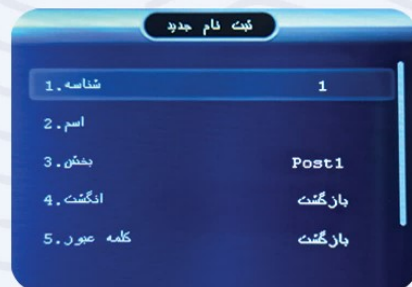 ثبت نام جدید
1. شناسه 1
2. اسم
3. بخش Post1
4. انگشت بازگشت
5. کلمه عبور بازگشت